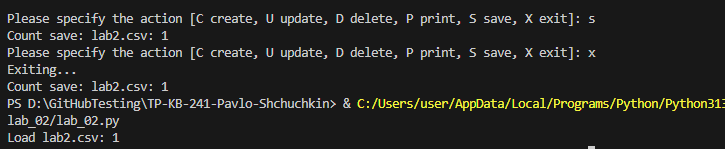 Please specify the action [C create, U update, D delete, P print, S save, X exit]: s
Count save: lab2.csv: 1
Please specify the action [C create, U update, D delete, P print, S save, X exit]: x
Exiting...
Count save: lab2.csv: 1
PS D:\GitHubTesting\TP-KB-241-Pavlo-Shchuchkin> & C:/Users/user/AppData/Local/Programs/Python/Python313
lab_02/lab_02.py
Load lab2.csv: 1